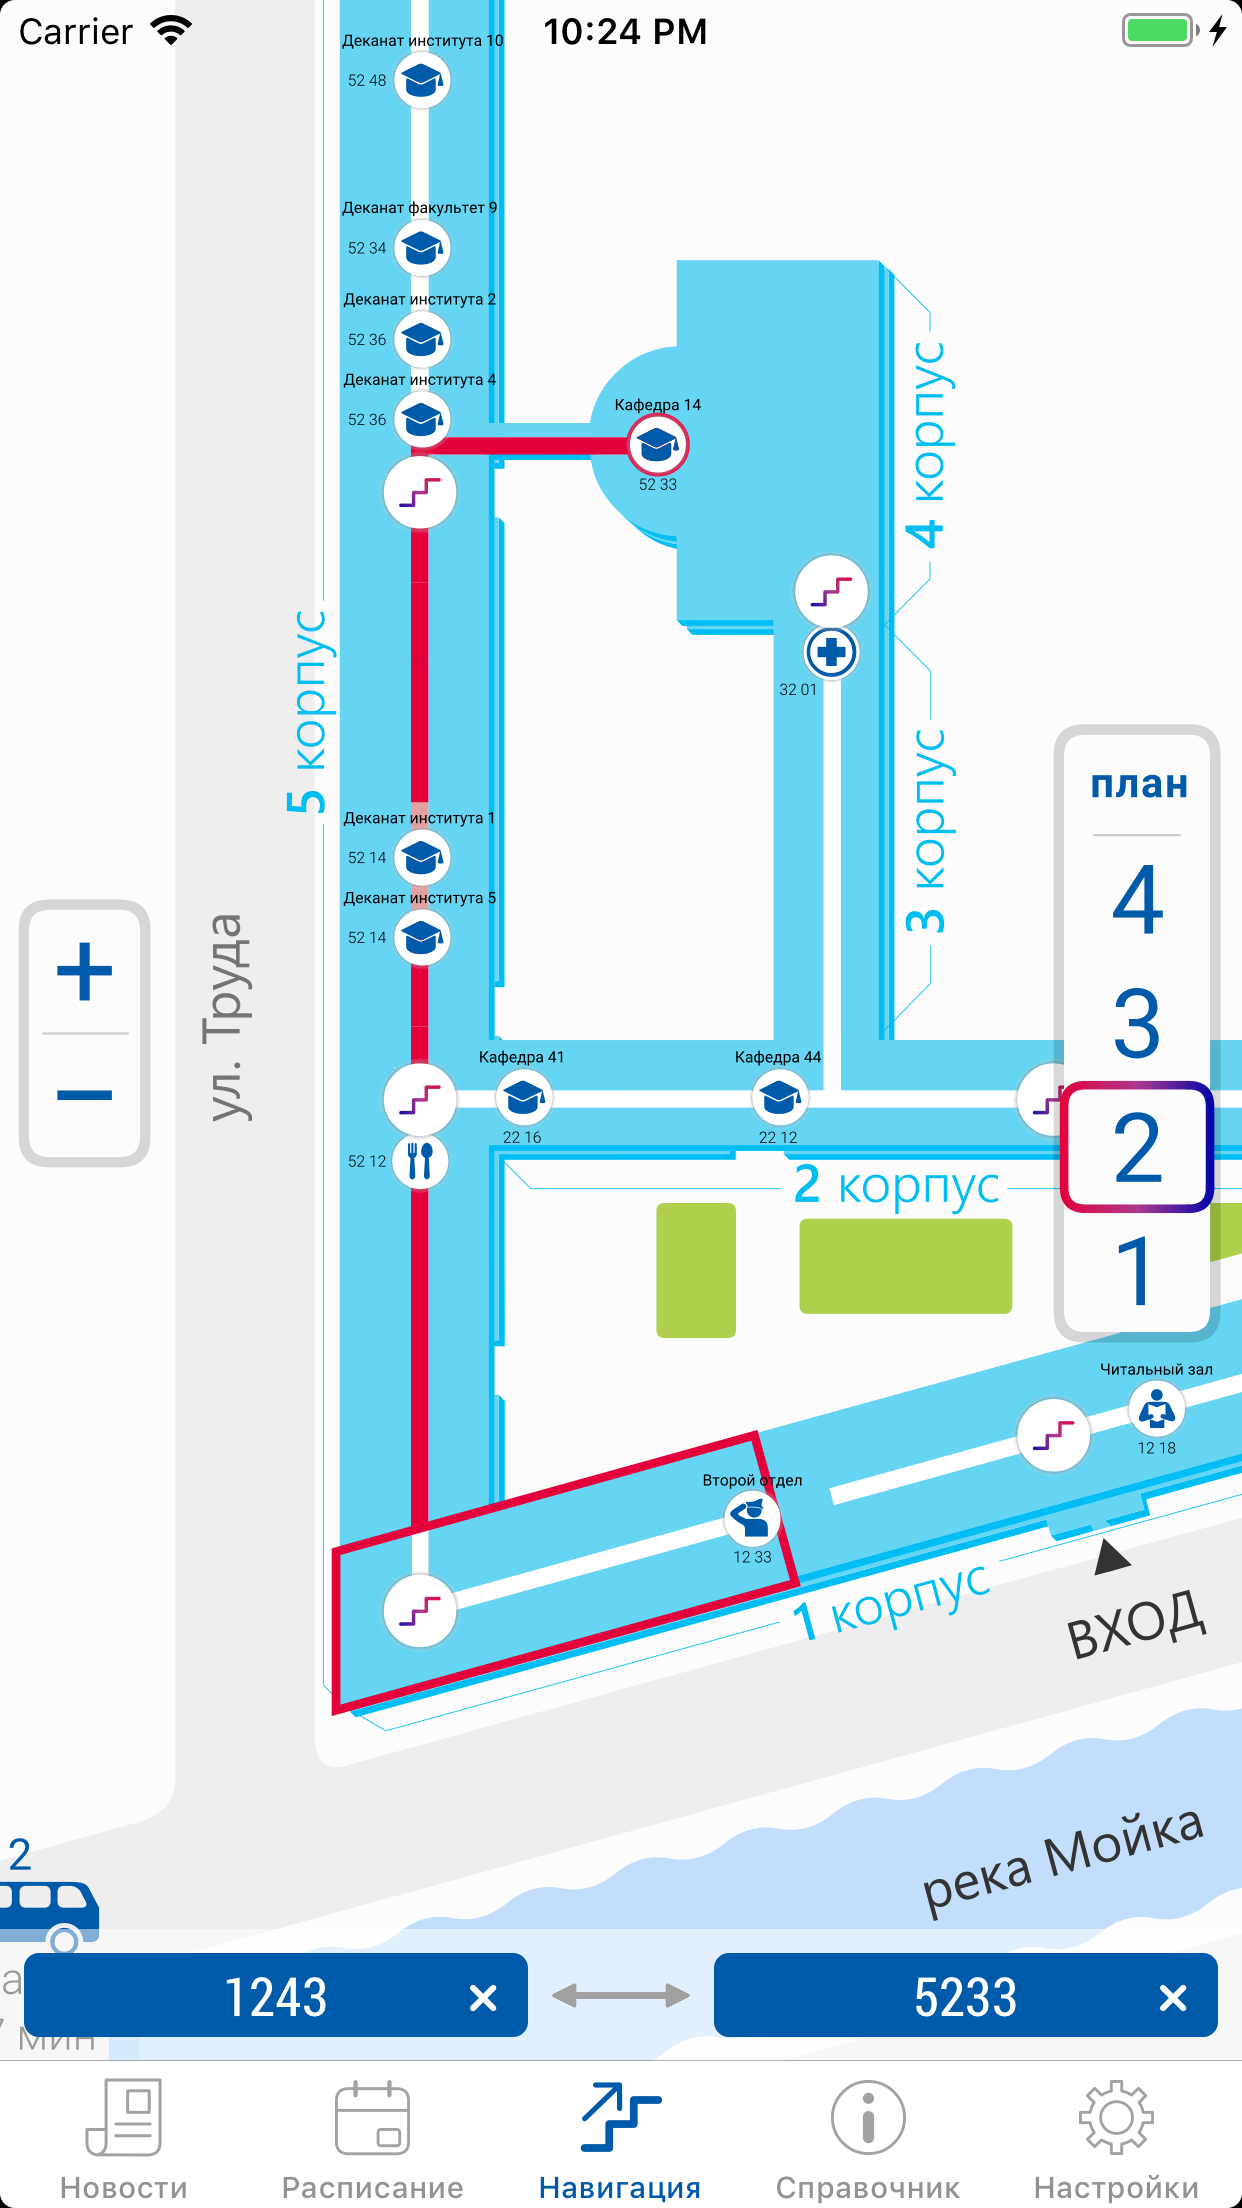 Carrier
10:24 PM
Деканат института 10
52 48
Деканат факультет 9
52 34
Деканат института 2
52 36
Деканат института 4
52 36
Кафедра 14
52 33
4 корпус
5 корпус
32 01
3 корпус
план
4
3
2
1
Деканат института 1
52 14
Деканат института 5
52 14
+
−
ул. Труда
Кафедра 41
22 16
Кафедра 44
22 12
52 12
2 корпус
Читальный зал
12 18
Второй отдел
12 33
1 корпус
ВХОД
река Мойка
2
мин
1243
5233
Новости
Расписание
Навигация
Справочник
Настройки